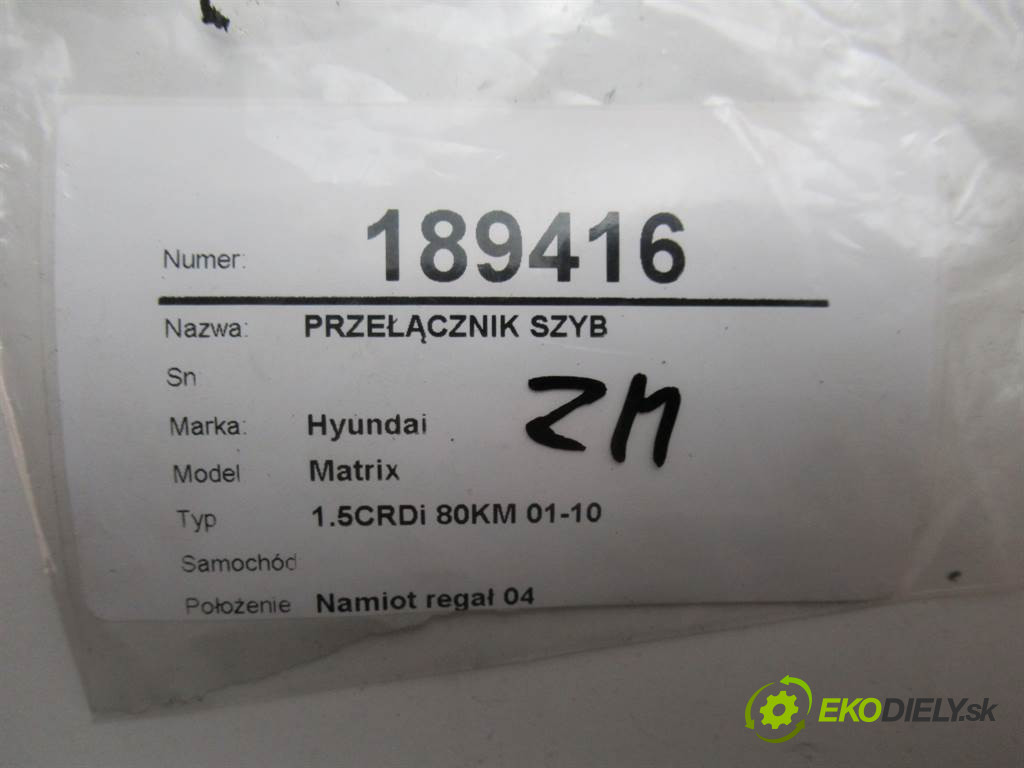 Numer: 189416
Nazwa: PRZEŁĄCZNIK SZYB
Sn
Marka: Hyundai
ZM
Model Matrix
Typ 1.5CRDi 80KM 01-10
Samochód
Położenie Namiot regał 04
EKODIELY.sk